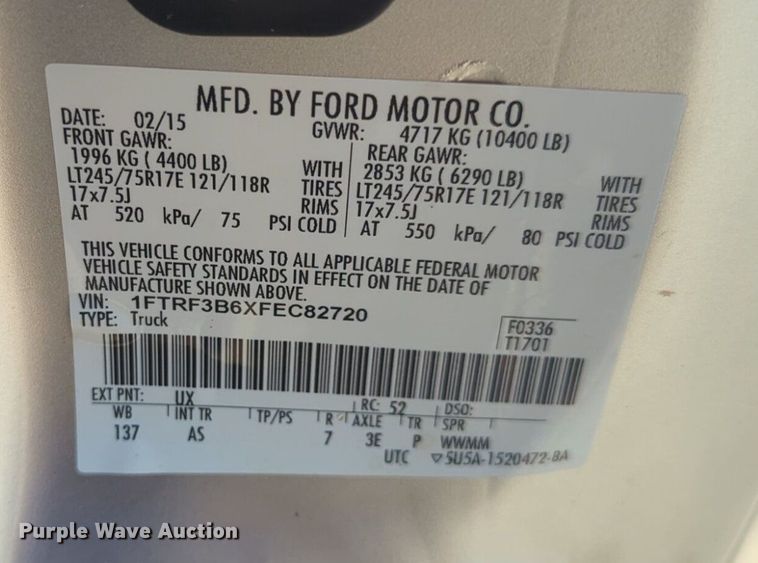 MFD. BY FORD MOTOR CO.
DATE: 02/15 GVWR: 4717 KG (10400 LB)
FRONT GAWR: REAR GAWR:
1996 KG ( 4400 LB) WITH 2853 KG ( 6290 LB) WITH
LT245/75R17E 121/118R TIRES LT245/75R17E 121/118R TIRES
17x7.5J RIMS 17x7.5J RIMS
AT 520 kPa/ 75 PSI COLD AT 550 kPa/ 80 PSI COLD
THIS VEHICLE CONFORMS TO ALL APPLICABLE FEDERAL MOTOR
VEHICLE SAFETY STANDARDS IN EFFECT ON THE DATE OF
MANUFACTURE SHOWN ABOVE.
VIN: 1FTRF3B6XFEC82720
TYPE: Truck F0336
T1701
EXT PNT: UX RC: 52 DSO:
WB INT TR TP/PS R AXLE TR SPR
137 AS 7 3E P WWMM
UTC ▽5U5A-1520472-BA
Purple Wave Auction